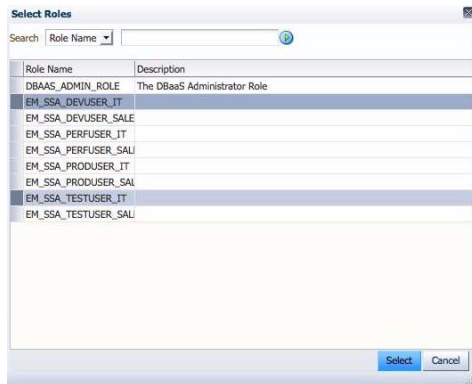 Select Roles
Search Role Name
Role Name Description
DBAAS_ADMIN_ROLE The DBaaS Administrator Role
EM_SSA_DEVUSER_IT
EM_SSA_DEVUSER_SALE
EM_SSA_PERFUSER_IT
EM_SSA_PERFUSER_SALI
EM_SSA_PRODUSER_IT
EM_SSA_PRODUSER_SAL
EM_SSA_TESTUSER_IT
EM_SSA_TESTUSER_SALI
Select Cancel